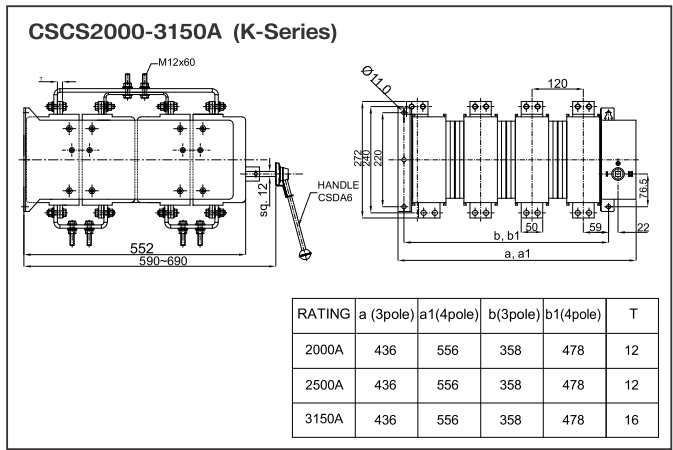 CSCS2000-3150A (K-Series)
M12x60
Ø11.0
120
272
240
220
HANDLE
CSDA6
sq. 12
76.5
552
590~690
50
59
22
b, b1
a, a1
RATING a (3pole) a1(4pole) b(3pole) b1(4pole) T
2000A 436 556 358 478 12
2500A 436 556 358 478 12
3150A 436 556 358 478 16